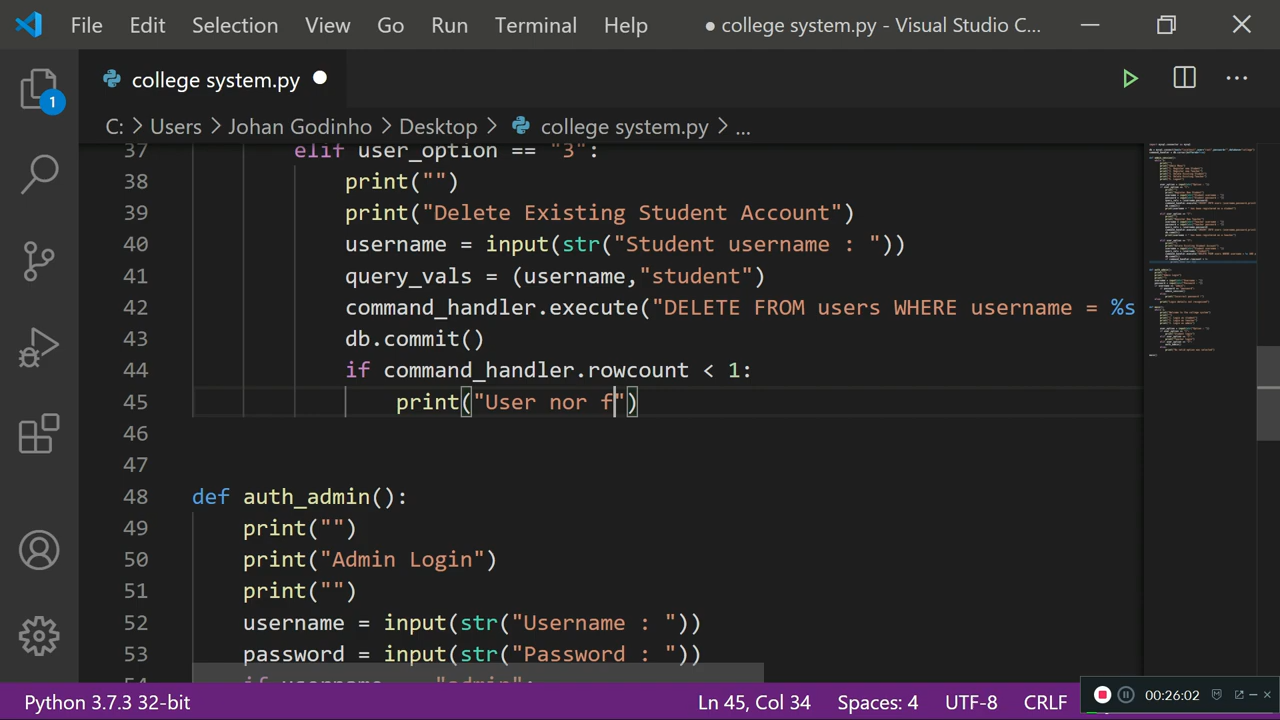 File Edit Selection View Go Run Terminal Help ● college system.py - Visual Studio C...
college system.py
1
C: > Users > Johan Godinho > Desktop > college system.py > ...
37 elif user_option == "3":
38 print("")
39 print("Delete Existing Student Account")
40 username = input(str("Student username : "))
41 query_vals = (username,"student")
42 command_handler.execute("DELETE FROM users WHERE username = %s
43 db.commit()
44 if command_handler.rowcount < 1:
45 print("User nor f")
46
47
48 def auth_admin():
49 print("")
50 print("Admin Login")
51 print("")
52 username = input(str("Username : "))
53 password = input(str("Password : "))
Python 3.7.3 32-bit Ln 45, Col 34 Spaces: 4 UTF-8 CRLF 00:26:02